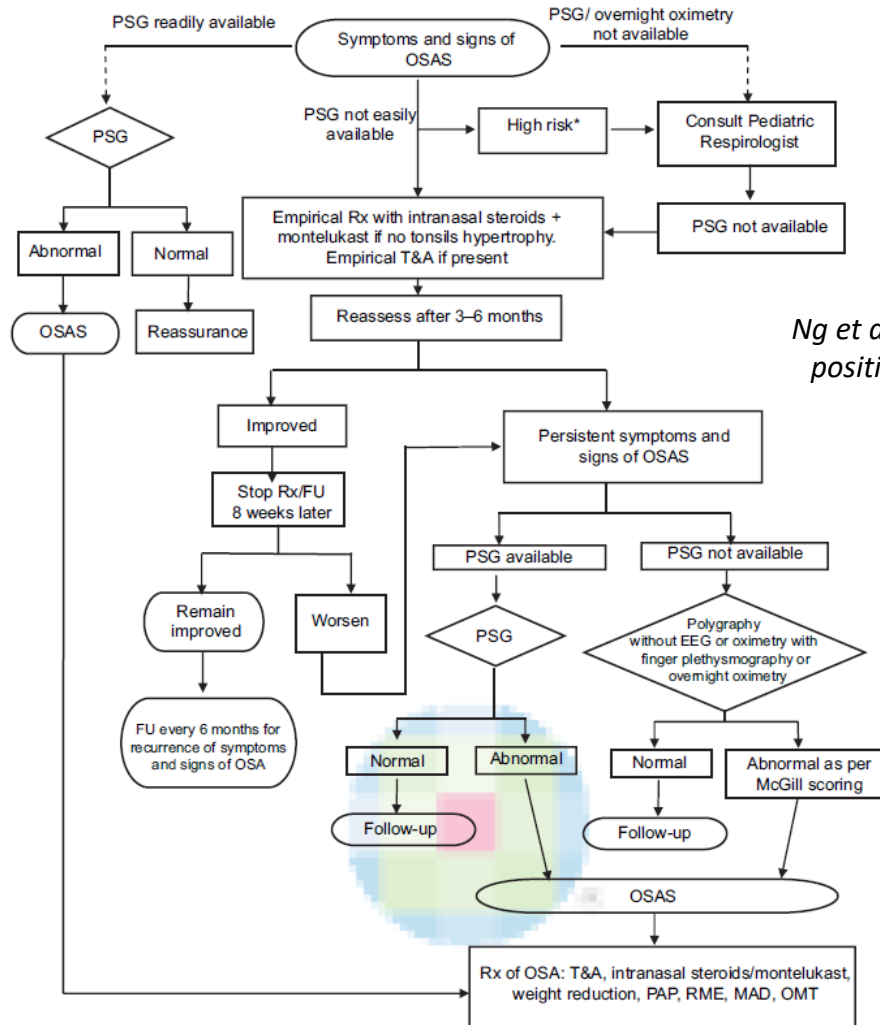 PSG readily available
Symptoms and signs of
OSAS
PSG/ overnight oximetry
not available
PSG
PSG not easily
available
High risk*
Consult Pediatric
Respirologist
Abnormal
Normal
Empirical Rx with intranasal steroids +
montelukast if no tonsils hypertrophy.
Empirical T&A if present
PSG not available
OSAS
Reassurance
Reassess after 3–6 months
Ng et a
positi
Improved
Persistent symptoms and
signs of OSAS
Stop Rx/FU
8 weeks later
PSG available
PSG not available
Remain
improved
Worsen
PSG
Polygraphy
without EEG or oximetry with
finger plethysmography or
overnight oximetry
FU every 6 months for
recurrence of symptoms
and signs of OSA
Normal
Abnormal
Normal
Abnormal as per
McGill scoring
Follow-up
Follow-up
OSAS
Rx of OSA: T&A, intranasal steroids/montelukast,
weight reduction, PAP, RME, MAD, OMT